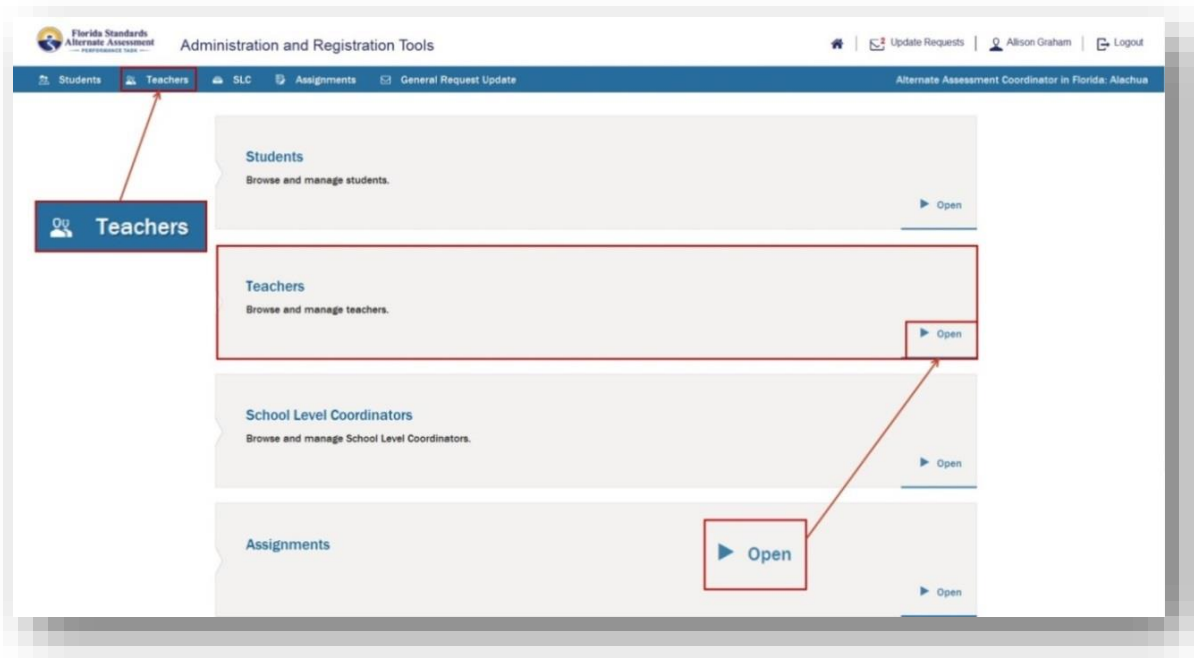 Florida Standards
Alternate Assessment
PERFORMANCE TASK
Administration and Registration Tools
Update Requests
Allison Graham
Logout
Students
Teachers
SLC
Assignments
General Request Update
Alternate Assessment Coordinator in Florida: Alachua
Students
Browse and manage students.
Open
Teachers
Teachers
Browse and manage teachers.
Open
School Level Coordinators
Browse and manage School Level Coordinators.
Open
Assignments
Open
Open